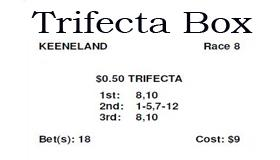 Trifecta Box
KEENELAND Race 8
$0.50 TRIFECTA
1st: 8,10
2nd: 1-5,7-12
3rd: 8,10
Bet(s): 18 Cost: $9